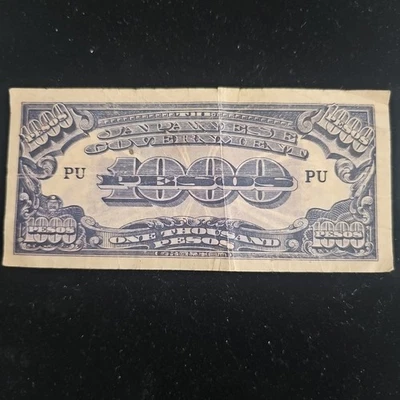 THE
1000 JAPANESE 1000
GOVERNMENT
PU 1000 PU
PESOS
1000 PESOS ONE THOUSAND 1000 PESOS
PESOS